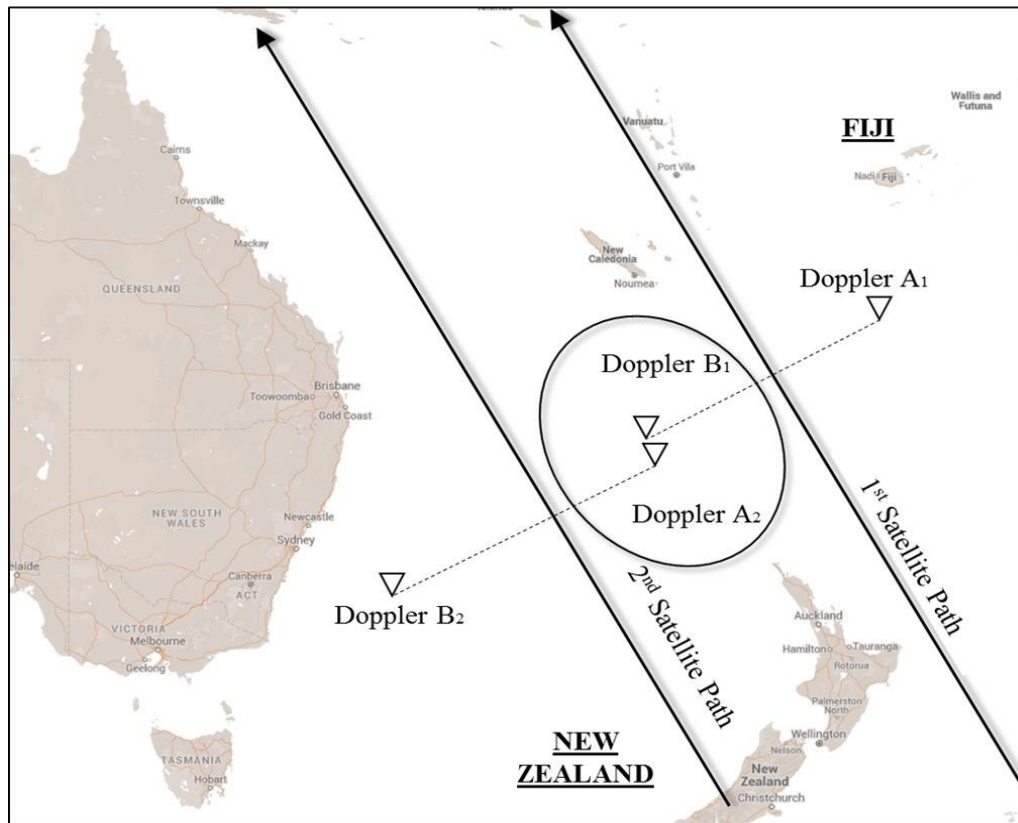 Wallis and
Futuna
FIJI
Vanuatu
Port Vila
Nadi
Fiji
Cairns
Townsville
Mackay
New
Caledonia
Noumea
QUEENSLAND
Doppler A₁
Doppler B₁
Brisbane
Toowoomba
Gold Coast
Doppler A₂
NEW SOUTH
WALES
Newcastle
Sydney
elaide
Canberra
ACT
1st Satellite Path
2nd Satellite Path
Doppler B₂
VICTORIA
Melbourne
Geelong
Auckland
Hamilton
Tauranga
Rotorua
Palmerston
North
Wellington
Nelson
NEW
ZEALAND
New
Zealand
Christchurch
TASMANIA
Hobart